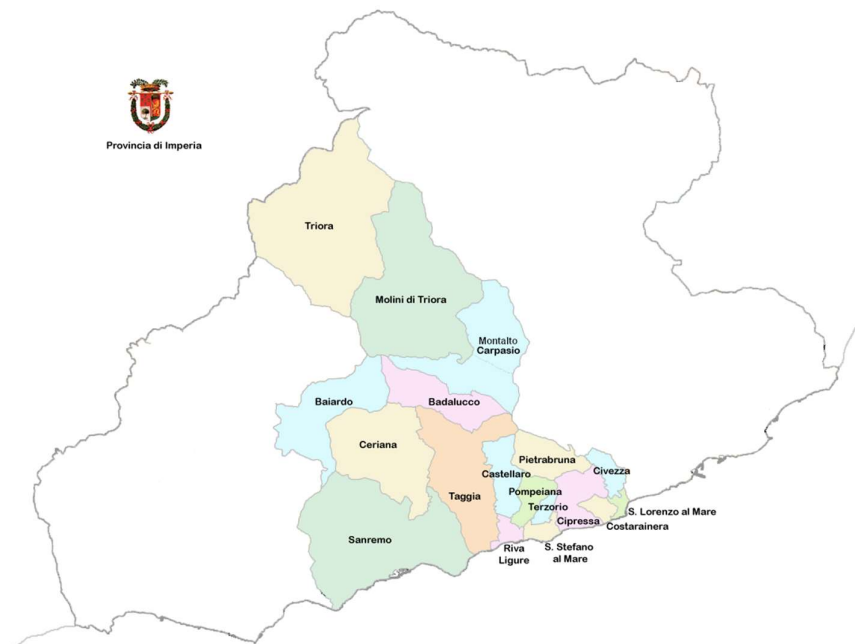 Provincia di Imperia
Triora
Molini di Triora
Montalto
Carpasio
Baiardo
Badalucco
Ceriana
Pietrabruna
Civezza
Castellaro
Taggia
Pompeiana
Terzorio
S. Lorenzo al Mare
Cipressa
Costarainera
Sanremo
Riva
Ligure
S. Stefano
al Mare